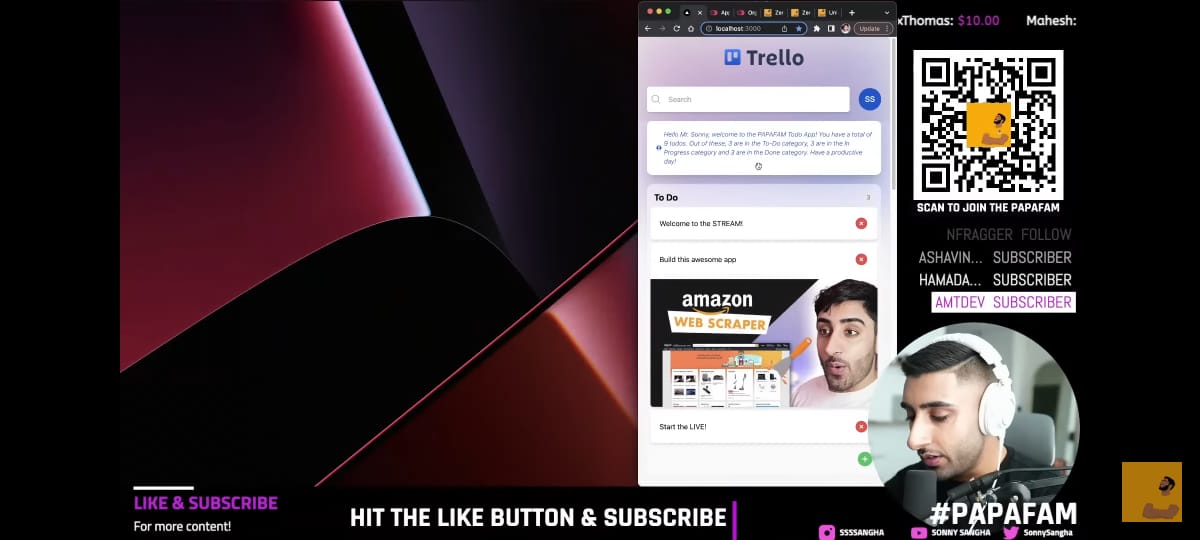 App
Org
Zer
Zer
Uni
localhost:3000
Update
xThomas: $10.00
Mahesh:
Trello
Search
SS
Hello Mr. Sonny, welcome to the PAPAFAM Todo App! You have a total of
9 todos. Out of these, 3 are in the To-Do category, 3 are in the In
Progress category and 3 are in the Done category. Have a productive
day!
To Do
3
Welcome to the STREAM!
Build this awesome app
amazon
WEB SCRAPER
Start the LIVE!
SCAN TO JOIN THE PAPAFAM
NFRAGGER FOLLOW
ASHAVIN... SUBSCRIBER
HAMADA... SUBSCRIBER
AMTDEV SUBSCRIBER
LIKE & SUBSCRIBE
For more content!
HIT THE LIKE BUTTON & SUBSCRIBE
#PAPAFAM
SSSSANGHA
SONNY SANGHA
SonnySangha